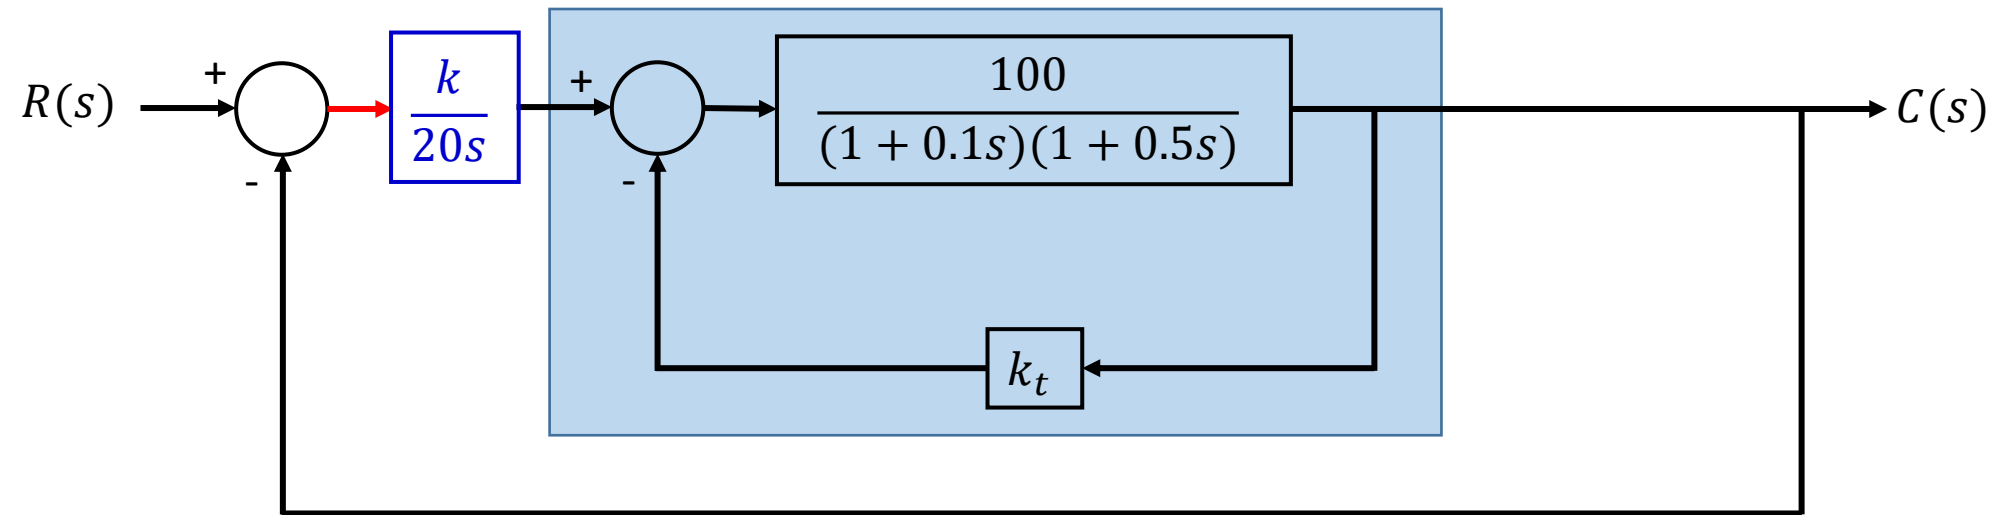 R(s)
+
-
k
20s
+
-
100
(1 + 0.1s)(1 + 0.5s)
k_t
C(s)